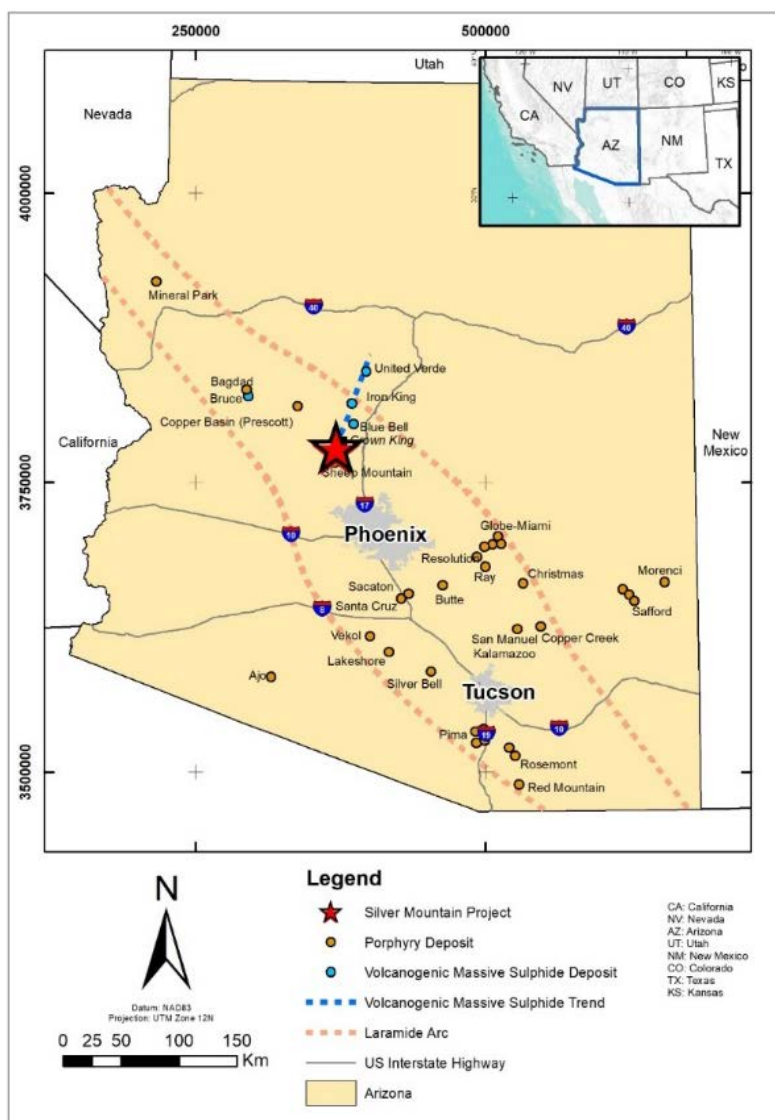 250000
500000
Utah
Nevada
NV
UT
CO
KS
CA
AZ
NM
TX
4000000
4000000
Mineral Park
40
40
United Verde
Bagdad
Bruce
Iron King
Copper Basin (Prescott)
Blue Bell
Crown King
California
New
Mexico
Sheep Mountain
3750000
3750000
17
Phoenix
10
Globe-Miami
Resolution
Ray
Christmas
Morenci
Sacaton
Butte
Safford
Santa Cruz
8
Vekol
San Manuel
Copper Creek
Kalamazoo
Lakeshore
Ajo
Silver Bell
Tucson
Pima
19
10
Rosemont
Red Mountain
3500000
3500000
250000
500000
N
Datum: NAD83
Projection: UTM Zone 12N
0 25 50 100 150
Km
Legend
Silver Mountain Project
Porphyry Deposit
Volcanogenic Massive Sulphide Deposit
Volcanogenic Massive Sulphide Trend
Laramide Arc
US Interstate Highway
Arizona
CA: California
NV: Nevada
AZ: Arizona
UT: Utah
NM: New Mexico
CO: Colorado
TX: Texas
KS: Kansas